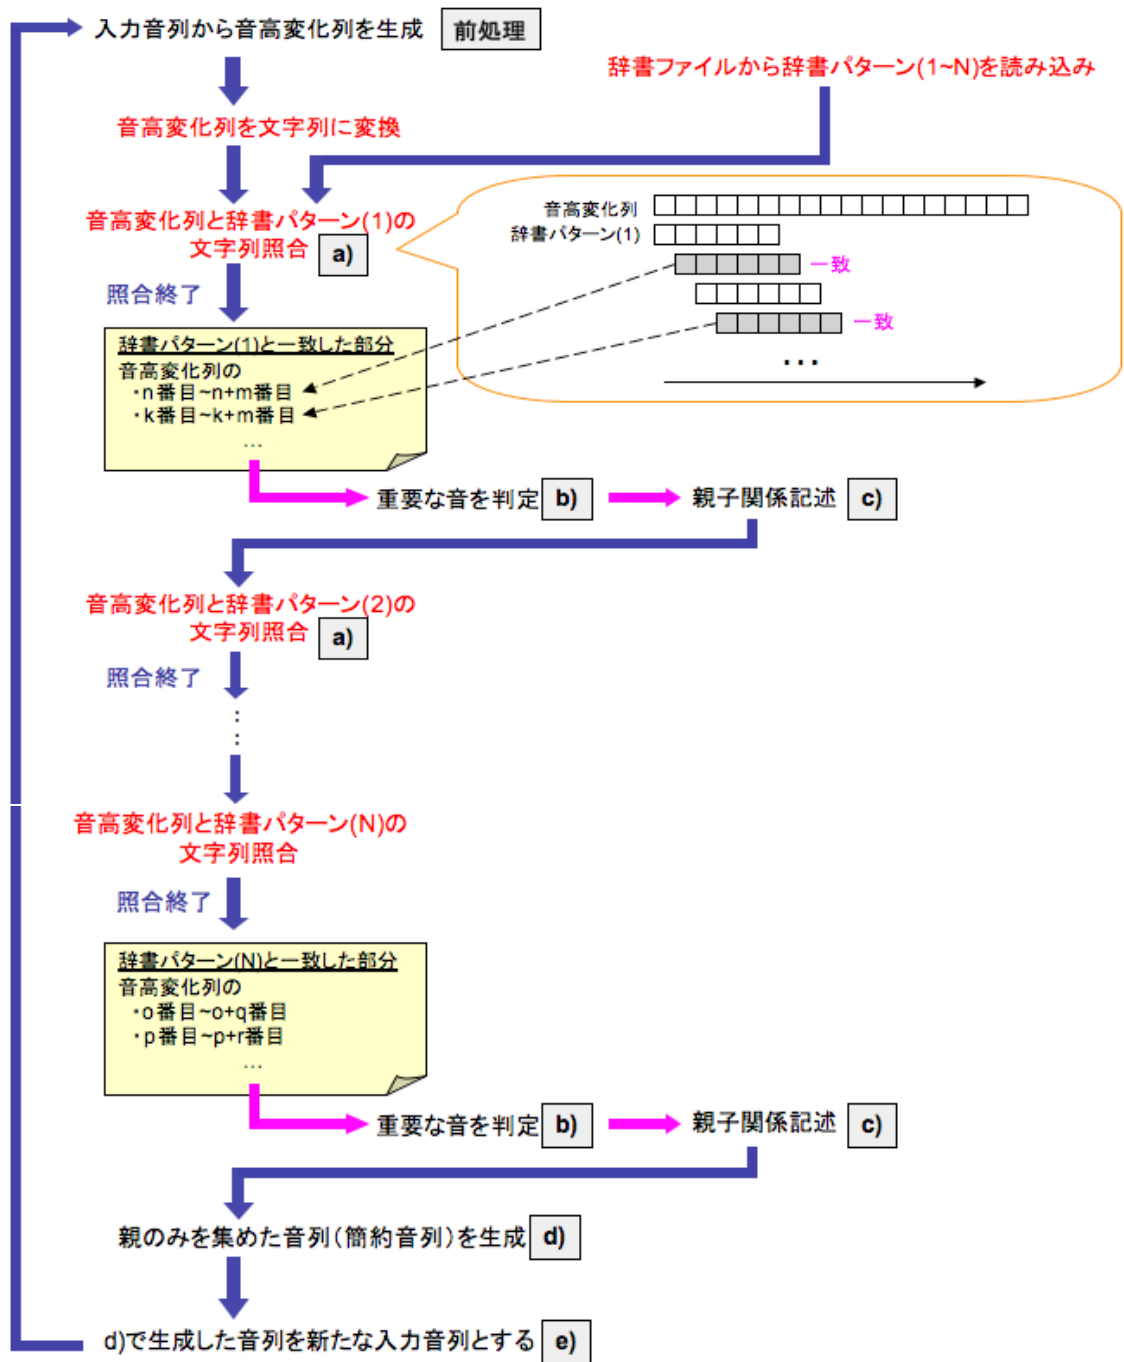 入力音列から音高変化列を生成 前処理
辞書ファイルから辞書パターン(1~N)を読み込み
音高変化列を文字列に変換
音高変化列と辞書パターン(1)の
文字列照合 a)
音高変化列
辞書パターン(1)
一致
一致
...
照合終了
辞書パターン(1)と一致した部分
音高変化列の
・n番目~n+m番目
・k番目~k+m番目
...
重要な音を判定 b) 親子関係記述 c)
音高変化列と辞書パターン(2)の
文字列照合 a)
照合終了
:
:
音高変化列と辞書パターン(N)の
文字列照合
照合終了
辞書パターン(N)と一致した部分
音高変化列の
・o番目~o+q番目
・p番目~p+r番目
...
重要な音を判定 b) 親子関係記述 c)
親のみを集めた音列(簡約音列)を生成 d)
d)で生成した音列を新たな入力音列とする e)